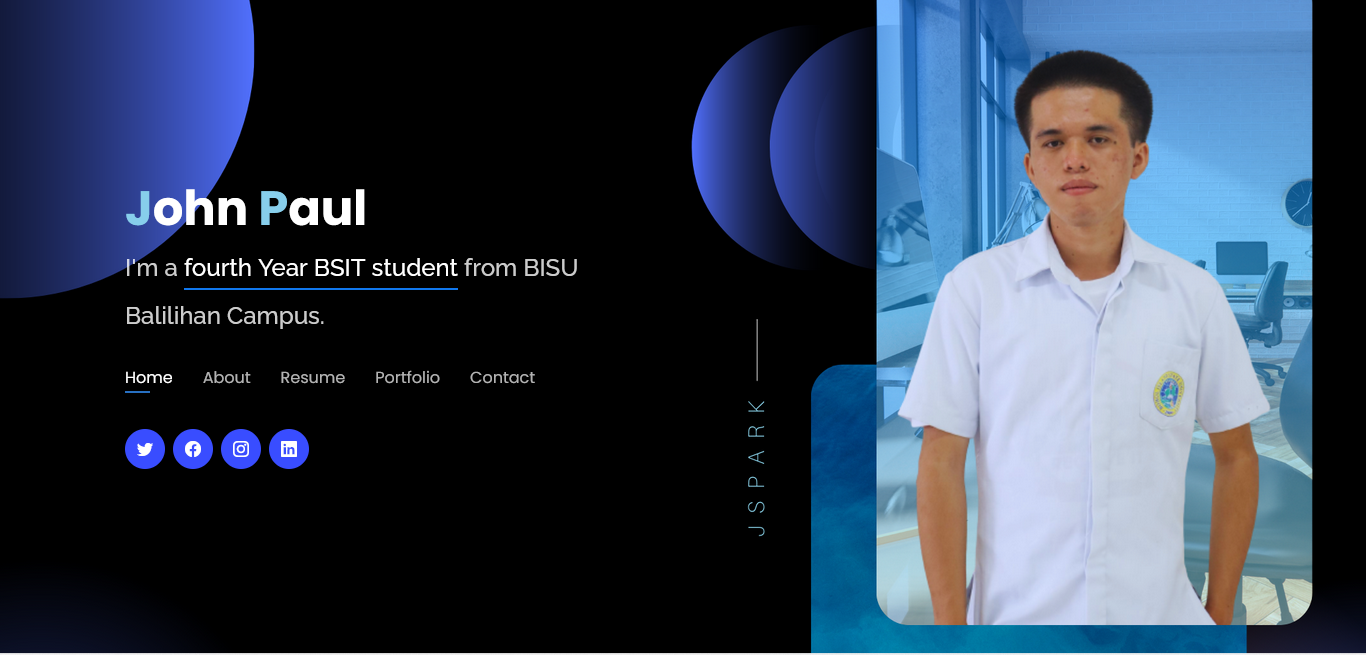 John Paul
I'm a fourth Year BSIT student from BISU
Balilihan Campus.
Home About Resume Portfolio Contact
JSPARK